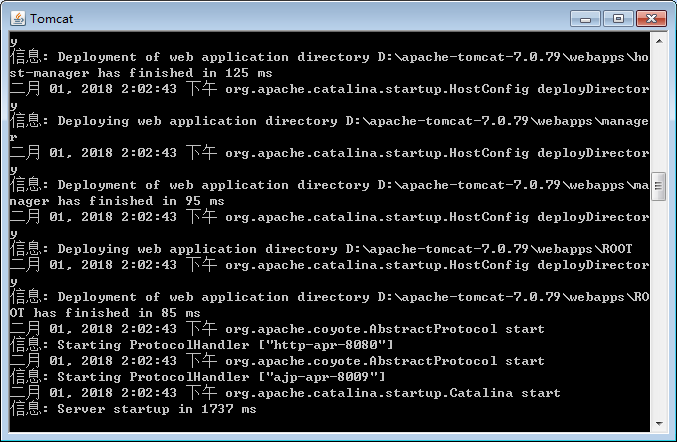 Tomcat
y
信息: Deployment of web application directory D:\apache-tomcat-7.0.79\webapps\ho
st-manager has finished in 125 ms
二月 01, 2018 2:02:43 下午 org.apache.catalina.startup.HostConfig deployDirector
y
信息: Deploying web application directory D:\apache-tomcat-7.0.79\webapps\manage
r
二月 01, 2018 2:02:43 下午 org.apache.catalina.startup.HostConfig deployDirector
y
信息: Deployment of web application directory D:\apache-tomcat-7.0.79\webapps\ma
nager has finished in 95 ms
二月 01, 2018 2:02:43 下午 org.apache.catalina.startup.HostConfig deployDirector
y
信息: Deploying web application directory D:\apache-tomcat-7.0.79\webapps\ROOT
二月 01, 2018 2:02:43 下午 org.apache.catalina.startup.HostConfig deployDirector
y
信息: Deployment of web application directory D:\apache-tomcat-7.0.79\webapps\RO
OT has finished in 85 ms
二月 01, 2018 2:02:43 下午 org.apache.coyote.AbstractProtocol start
信息: Starting ProtocolHandler ["http-apr-8080"]
二月 01, 2018 2:02:43 下午 org.apache.coyote.AbstractProtocol start
信息: Starting ProtocolHandler ["ajp-apr-8009"]
二月 01, 2018 2:02:43 下午 org.apache.catalina.startup.Catalina start
信息: Server startup in 1737 ms